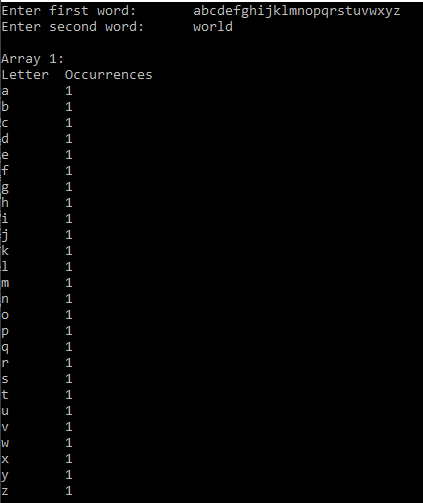 Enter first word: abcdefghijklmnopqrstuvwxyz
Enter second word: world
Array 1:
Letter Occurrences
a 1
b 1
c 1
d 1
e 1
f 1
g 1
h 1
i 1
j 1
k 1
l 1
m 1
n 1
o 1
p 1
q 1
r 1
s 1
t 1
u 1
v 1
w 1
x 1
y 1
z 1